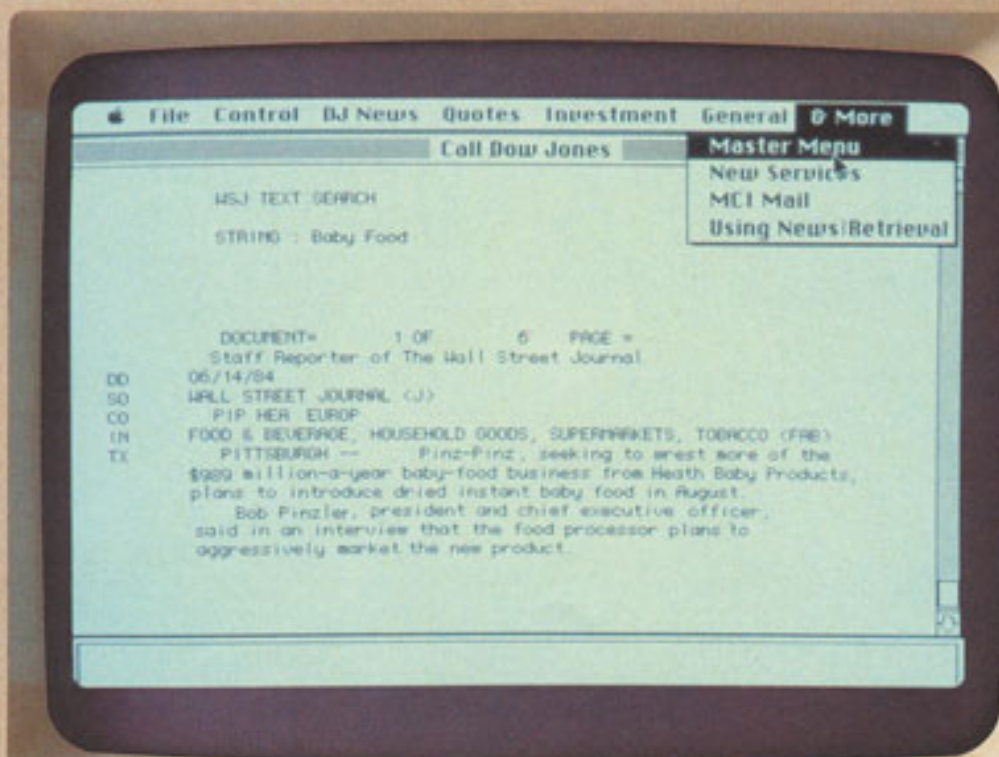 File Control DJ News Quotes Investment General & More
Call Dow Jones
Master Menu
New Services
MCI Mail
Using News/Retrieval
WSJ TEXT SEARCH
STRING : Baby Food
DOCUMENT= 1 OF 6 PAGE =
Staff Reporter of The Wall Street Journal
DD 06/14/84
SO WALL STREET JOURNAL (J)
CO PIP HEA EUROP
IN FOOD & BEVERAGE, HOUSEHOLD GOODS, SUPERMARKETS, TOBACCO (FAB)
TX PITTSBURGH -- Pinz-Pinz, seeking to wrest more of the
$989 million-a-year baby-food business from Heath Baby Products,
plans to introduce dried instant baby food in August.
Bob Pinzler, president and chief executive officer,
said in an interview that the food processor plans to
aggressively market the new product.